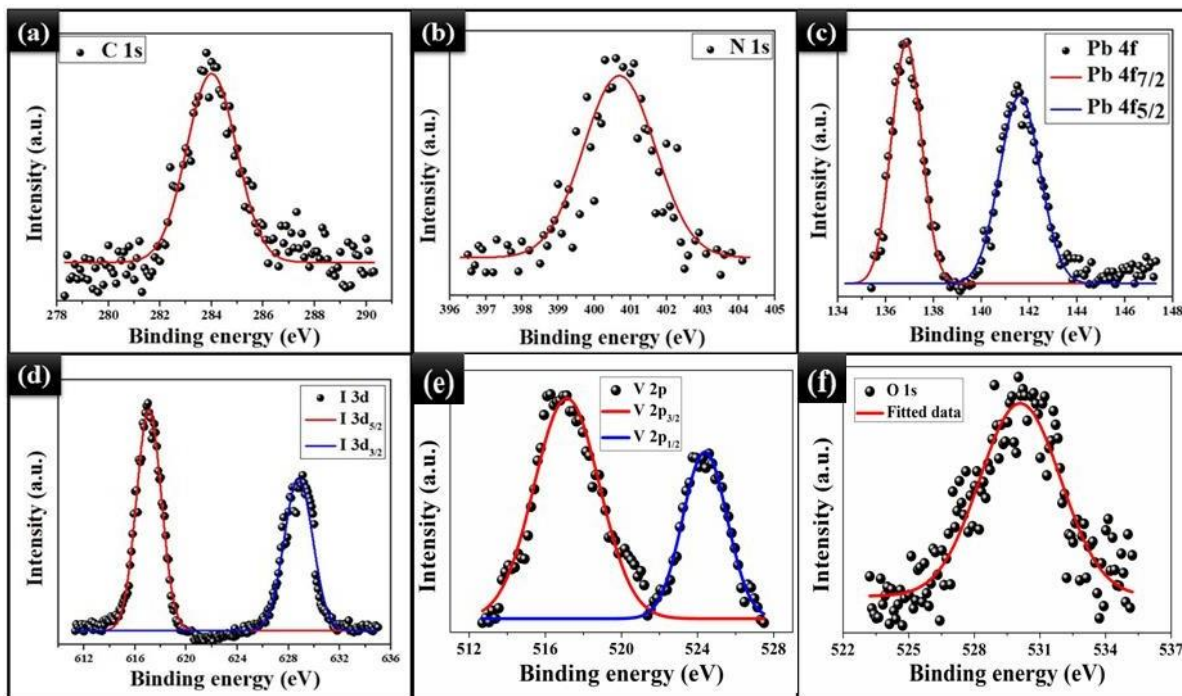 (a)
C 1s
Intensity (a.u.)
278 280 282 284 286 288 290
Binding energy (eV)
(b)
N 1s
Intensity (a.u.)
396 397 398 399 400 401 402 403 404 405
Binding energy (eV)
(c)
Pb 4f
Pb 4f7/2
Pb 4f5/2
Intensity (a.u.)
134 136 138 140 142 144 146 148
Binding energy (eV)
(d)
I 3d
I 3d5/2
I 3d3/2
Intensity (a.u.)
612 616 620 624 628 632 636
Binding energy (eV)
(e)
V 2p
V 2p3/2
V 2p1/2
Intensity (a.u.)
512 516 520 524 528
Binding energy (eV)
(f)
O 1s
Fitted data
Intensity (a.u.)
522 525 528 531 534 537
Binding energy (eV)